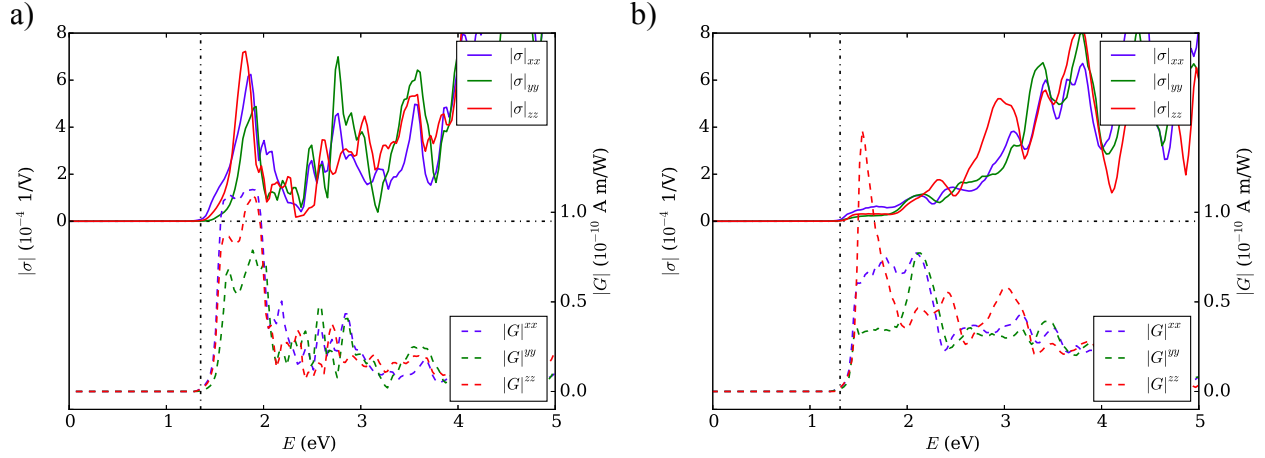 a)
8
6
4
2
0
|σ| (10⁻⁴ 1/V)
|σ|xx
|σ|yy
|σ|zz
1.0
0.5
0.0
|G| (10⁻¹⁰ A m/W)
|G|^xx
|G|^yy
|G|^zz
0 1 2 3 4 5
E (eV)
b)
8
6
4
2
0
|σ| (10⁻⁴ 1/V)
|σ|xx
|σ|yy
|σ|zz
1.0
0.5
0.0
|G| (10⁻¹⁰ A m/W)
|G|^xx
|G|^yy
|G|^zz
0 1 2 3 4 5
E (eV)